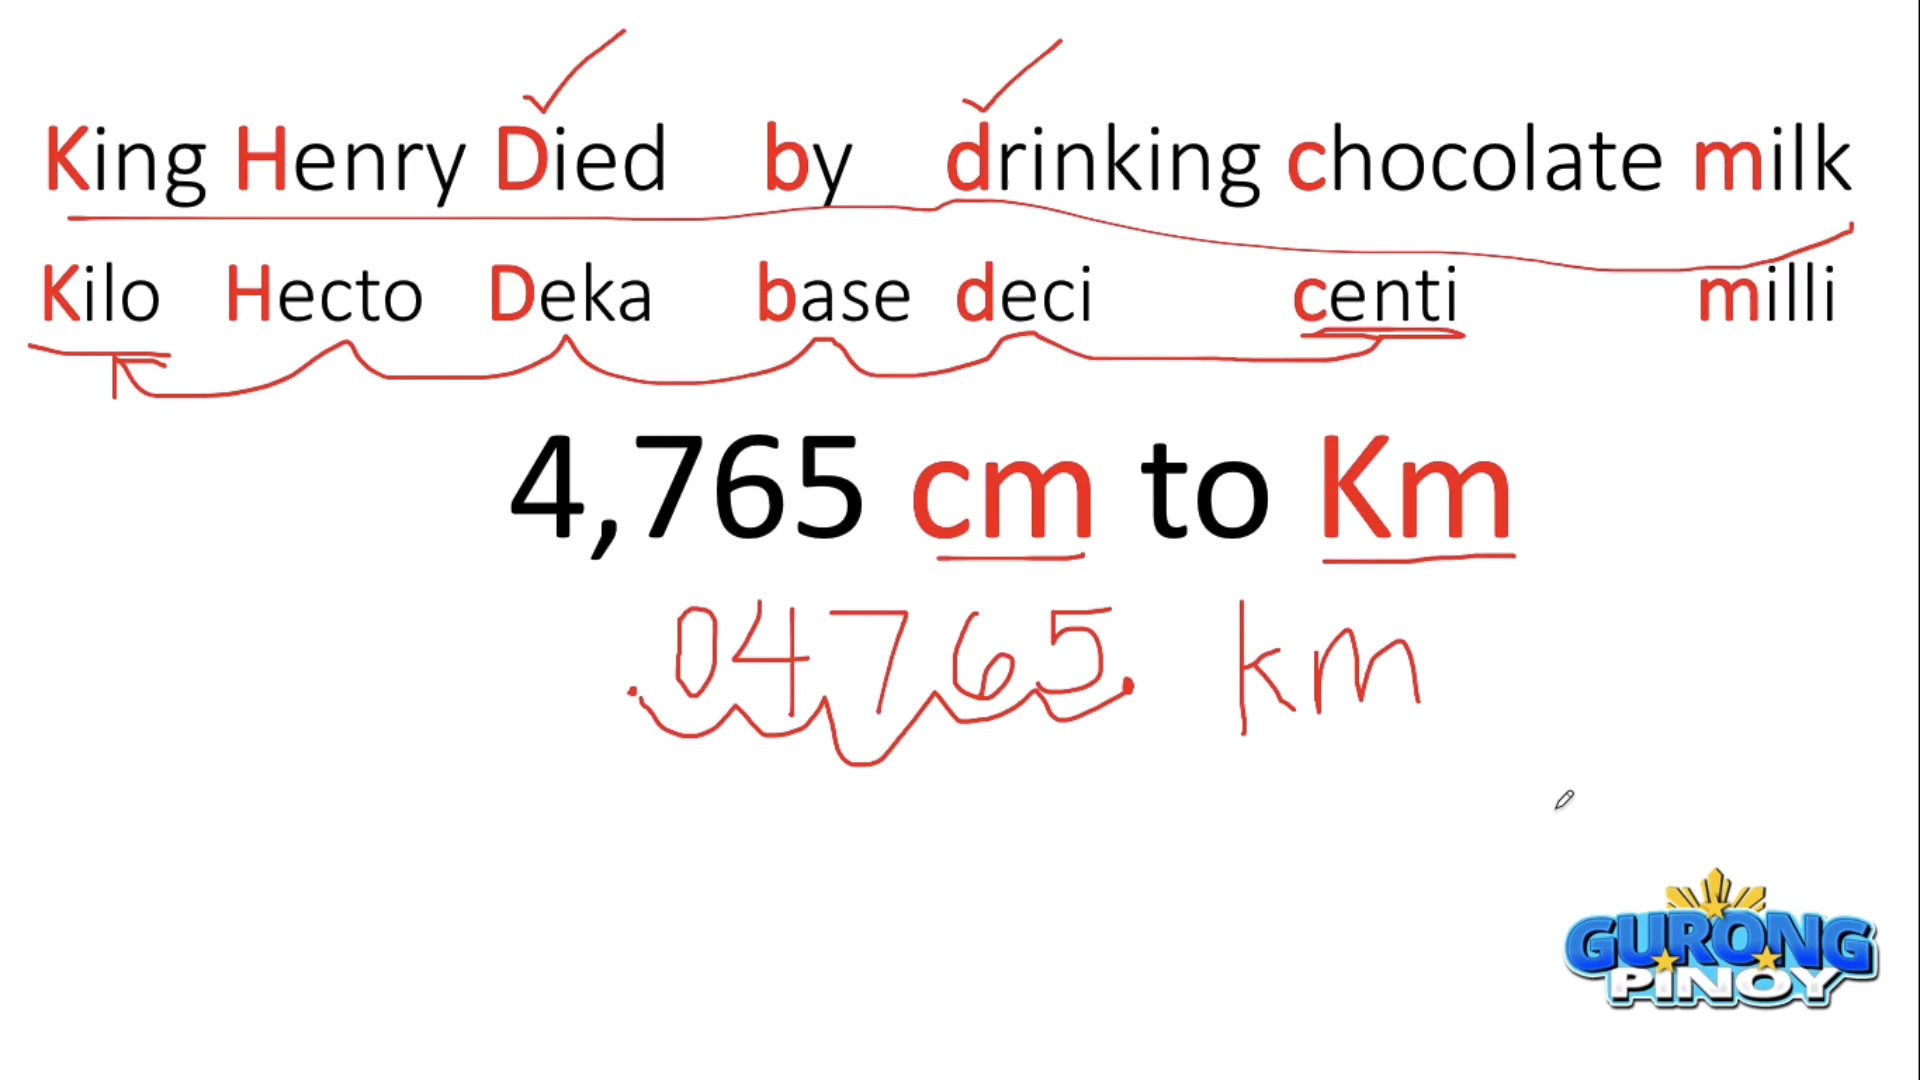 King Henry Died by drinking chocolate milk
Kilo Hecto Deka base deci centi milli
4,765 cm to Km
.04765. km
GURONG
PINOY